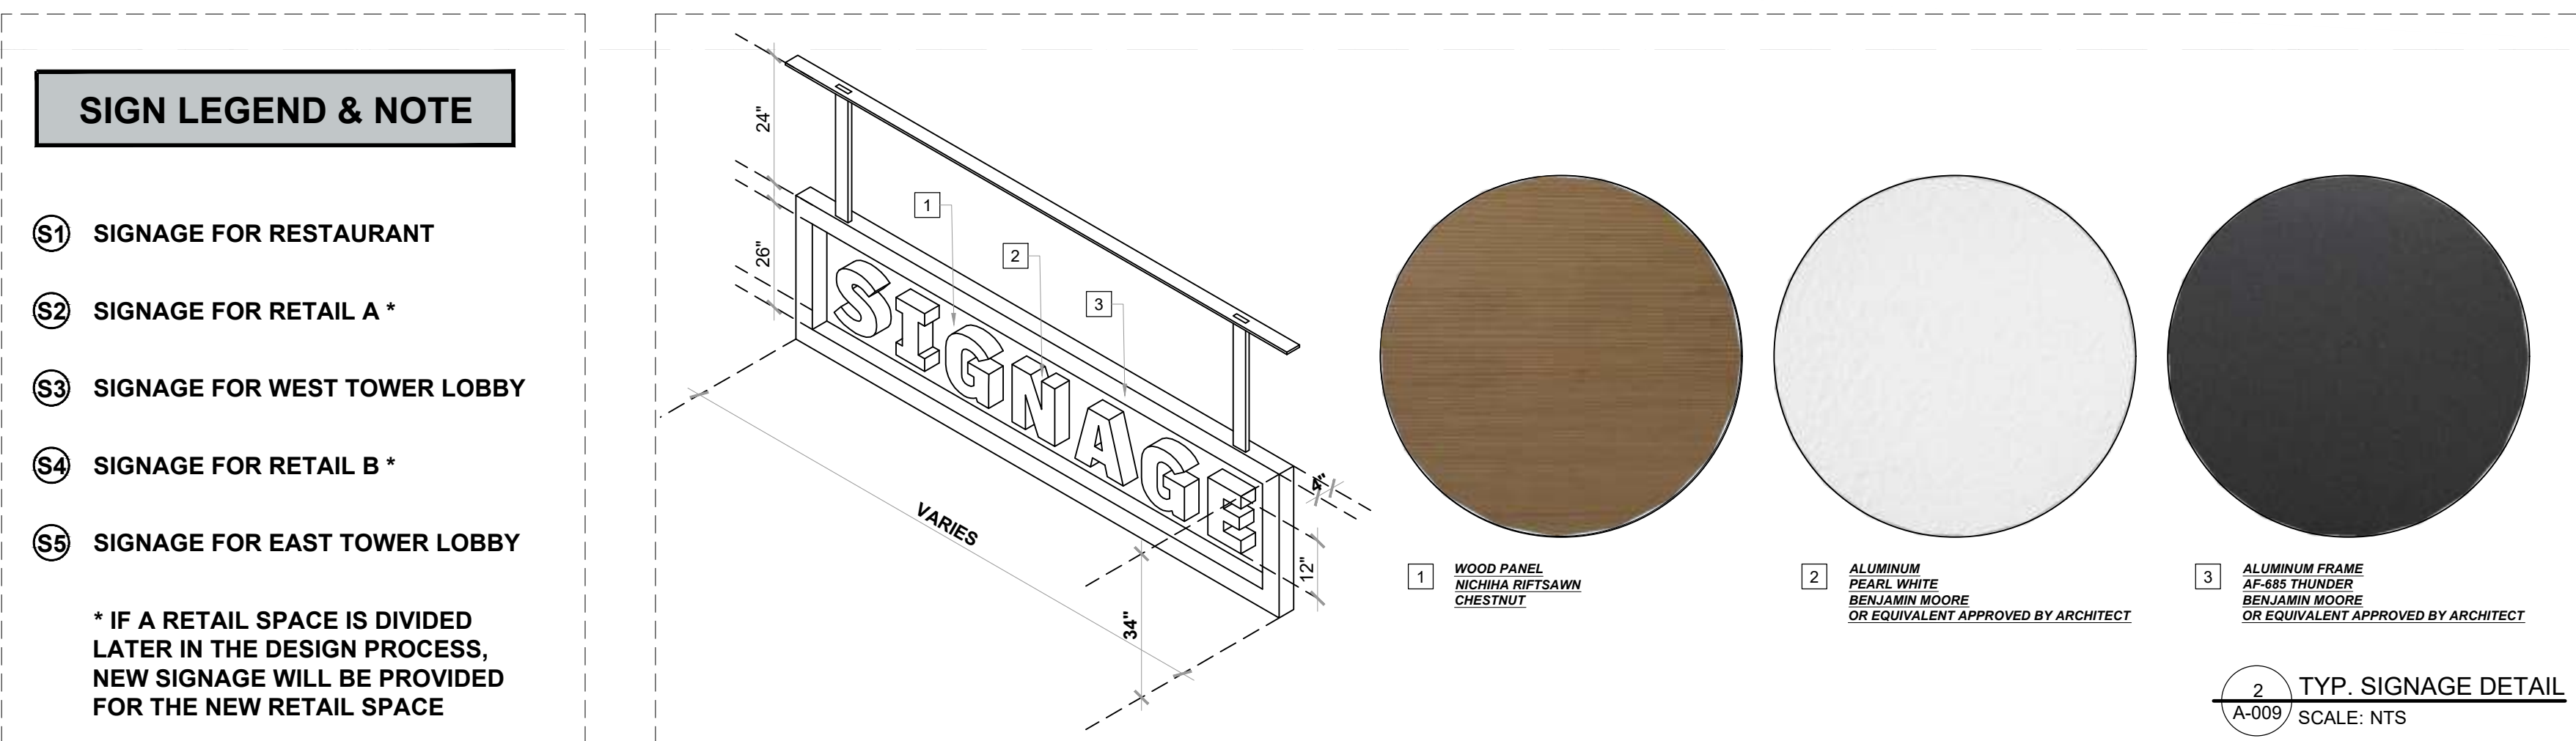 SIGN LEGEND & NOTE
S1 SIGNAGE FOR RESTAURANT
S2 SIGNAGE FOR RETAIL A *
S3 SIGNAGE FOR WEST TOWER LOBBY
S4 SIGNAGE FOR RETAIL B *
S5 SIGNAGE FOR EAST TOWER LOBBY
* IF A RETAIL SPACE IS DIVIDED
LATER IN THE DESIGN PROCESS,
NEW SIGNAGE WILL BE PROVIDED
FOR THE NEW RETAIL SPACE
24"
26"
1
2
3
SIGNAGE
VARIES
4"
12"
34"
1
WOOD PANEL
NICHIHA RIFTSAWN
CHESTNUT
2
ALUMINUM
PEARL WHITE
BENJAMIN MOORE
OR EQUIVALENT APPROVED BY ARCHITECT
3
ALUMINUM FRAME
AF-685 THUNDER
BENJAMIN MOORE
OR EQUIVALENT APPROVED BY ARCHITECT
2
A-009
TYP. SIGNAGE DETAIL
SCALE: NTS